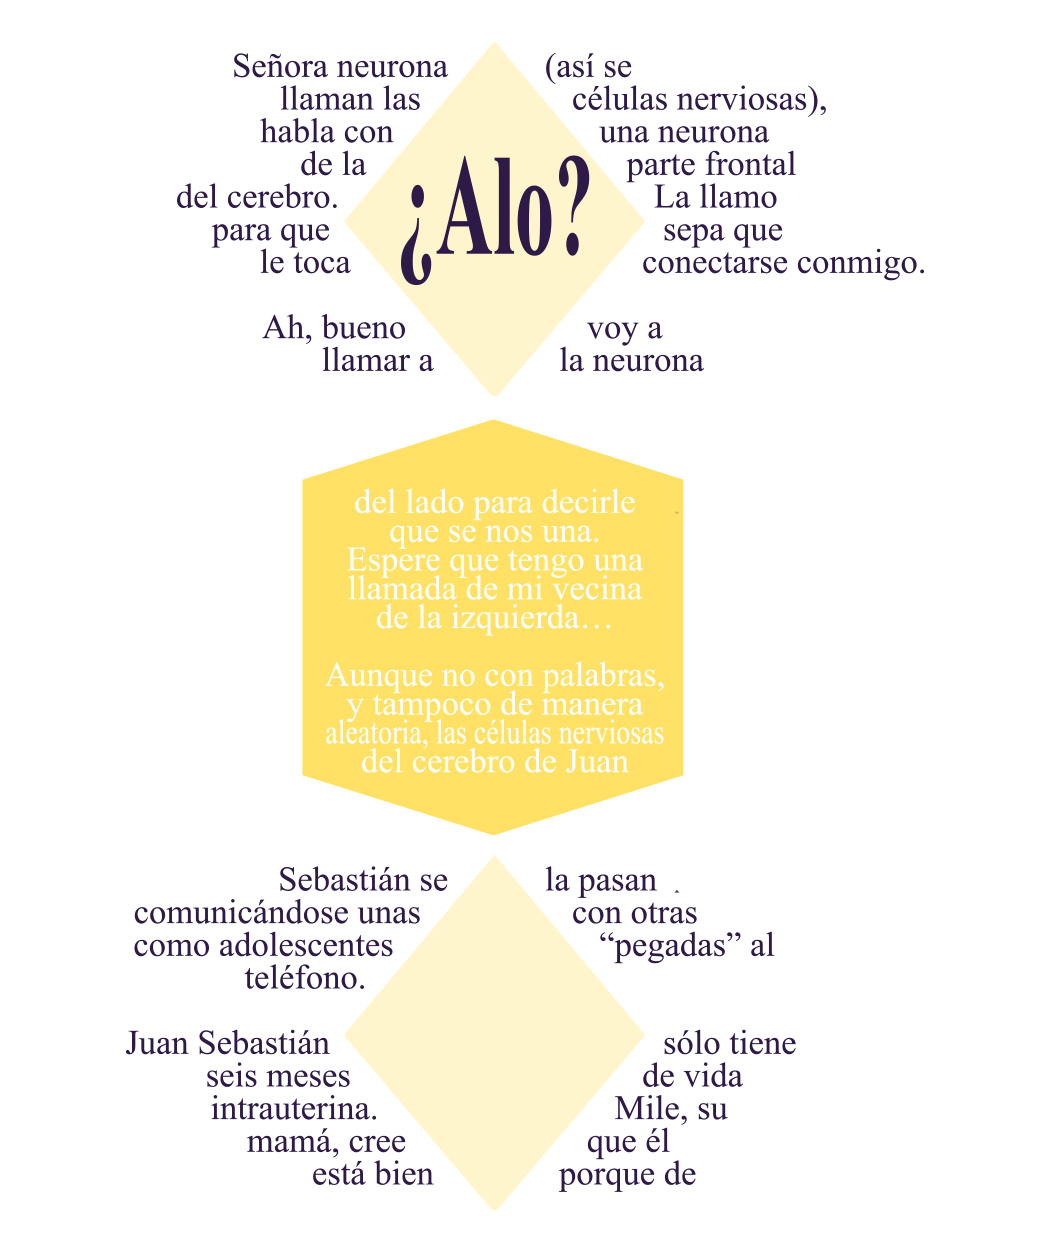 ¿Alo?
Señora neurona (así se
llaman las células nerviosas),
habla con una neurona
de la parte frontal
del cerebro. La llamo
para que sepa que
le toca conectarse conmigo.
Ah, bueno voy a
llamar a la neurona
del lado para decirle
que se nos una.
Espere que tengo una
llamada de mi vecina
de la izquierda…
Aunque no con palabras,
y tampoco de manera
aleatoria, las células nerviosas
del cerebro de Juan
Sebastián se la pasan
comunicándose unas con otras
como adolescentes “pegadas” al
teléfono.
Juan Sebastián sólo tiene
seis meses de vida
intrauterina. Mile, su
mamá, cree que él
está bien porque de